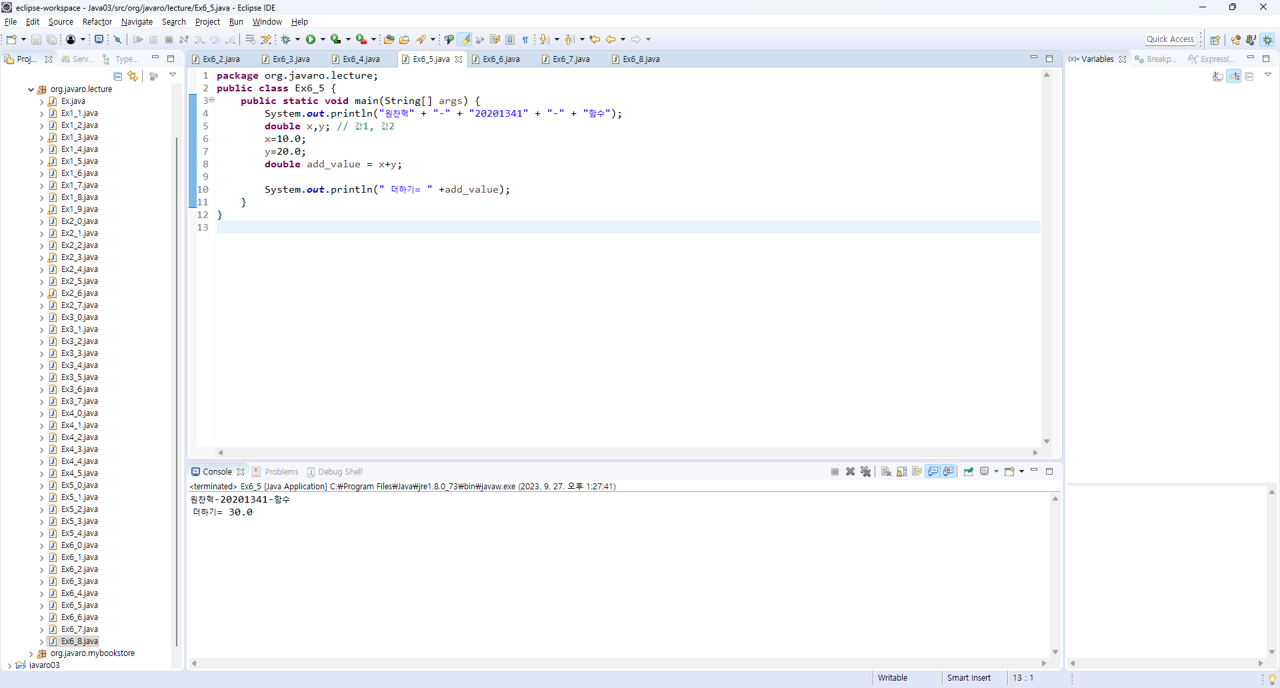 eclipse-workspace - Java03/src/org/javaro/lecture/Ex6_5.java - Eclipse IDE
File Edit Source Refactor Navigate Search Project Run Window Help
Quick Access
Proj... Serv... Type...
org.javaro.lecture
Ex.java
Ex1_1.java
Ex1_2.java
Ex1_3.java
Ex1_4.java
Ex1_5.java
Ex1_6.java
Ex1_7.java
Ex1_8.java
Ex1_9.java
Ex2_0.java
Ex2_1.java
Ex2_2.java
Ex2_3.java
Ex2_4.java
Ex2_5.java
Ex2_6.java
Ex2_7.java
Ex3_0.java
Ex3_1.java
Ex3_2.java
Ex3_3.java
Ex3_4.java
Ex3_5.java
Ex3_6.java
Ex3_7.java
Ex4_0.java
Ex4_1.java
Ex4_2.java
Ex4_3.java
Ex4_4.java
Ex4_5.java
Ex5_0.java
Ex5_1.java
Ex5_2.java
Ex5_3.java
Ex5_4.java
Ex6_0.java
Ex6_1.java
Ex6_2.java
Ex6_3.java
Ex6_4.java
Ex6_5.java
Ex6_6.java
Ex6_7.java
Ex6_8.java
org.javaro.mybookstore
javaro03
Ex6_2.java Ex6_3.java Ex6_4.java Ex6_5.java Ex6_6.java Ex6_7.java Ex6_8.java
1 package org.javaro.lecture;
2 public class Ex6_5 {
3 public static void main(String[] args) {
4 System.out.println("원찬혁" + "-" + "20201341" + "-" + "함수");
5 double x,y; // 값1, 값2
6 x=10.0;
7 y=20.0;
8 double add_value = x+y;
9
10 System.out.println(" 더하기= " +add_value);
11 }
12 }
13
Variables Breakp... Expressi...
Console Problems Debug Shell
<terminated> Ex6_5 [Java Application] C:₩Program Files₩Java₩jre1.8.0_73₩bin₩javaw.exe (2023. 9. 27. 오후 1:27:41)
원찬혁-20201341-함수
더하기= 30.0
Writable Smart Insert 13 : 1